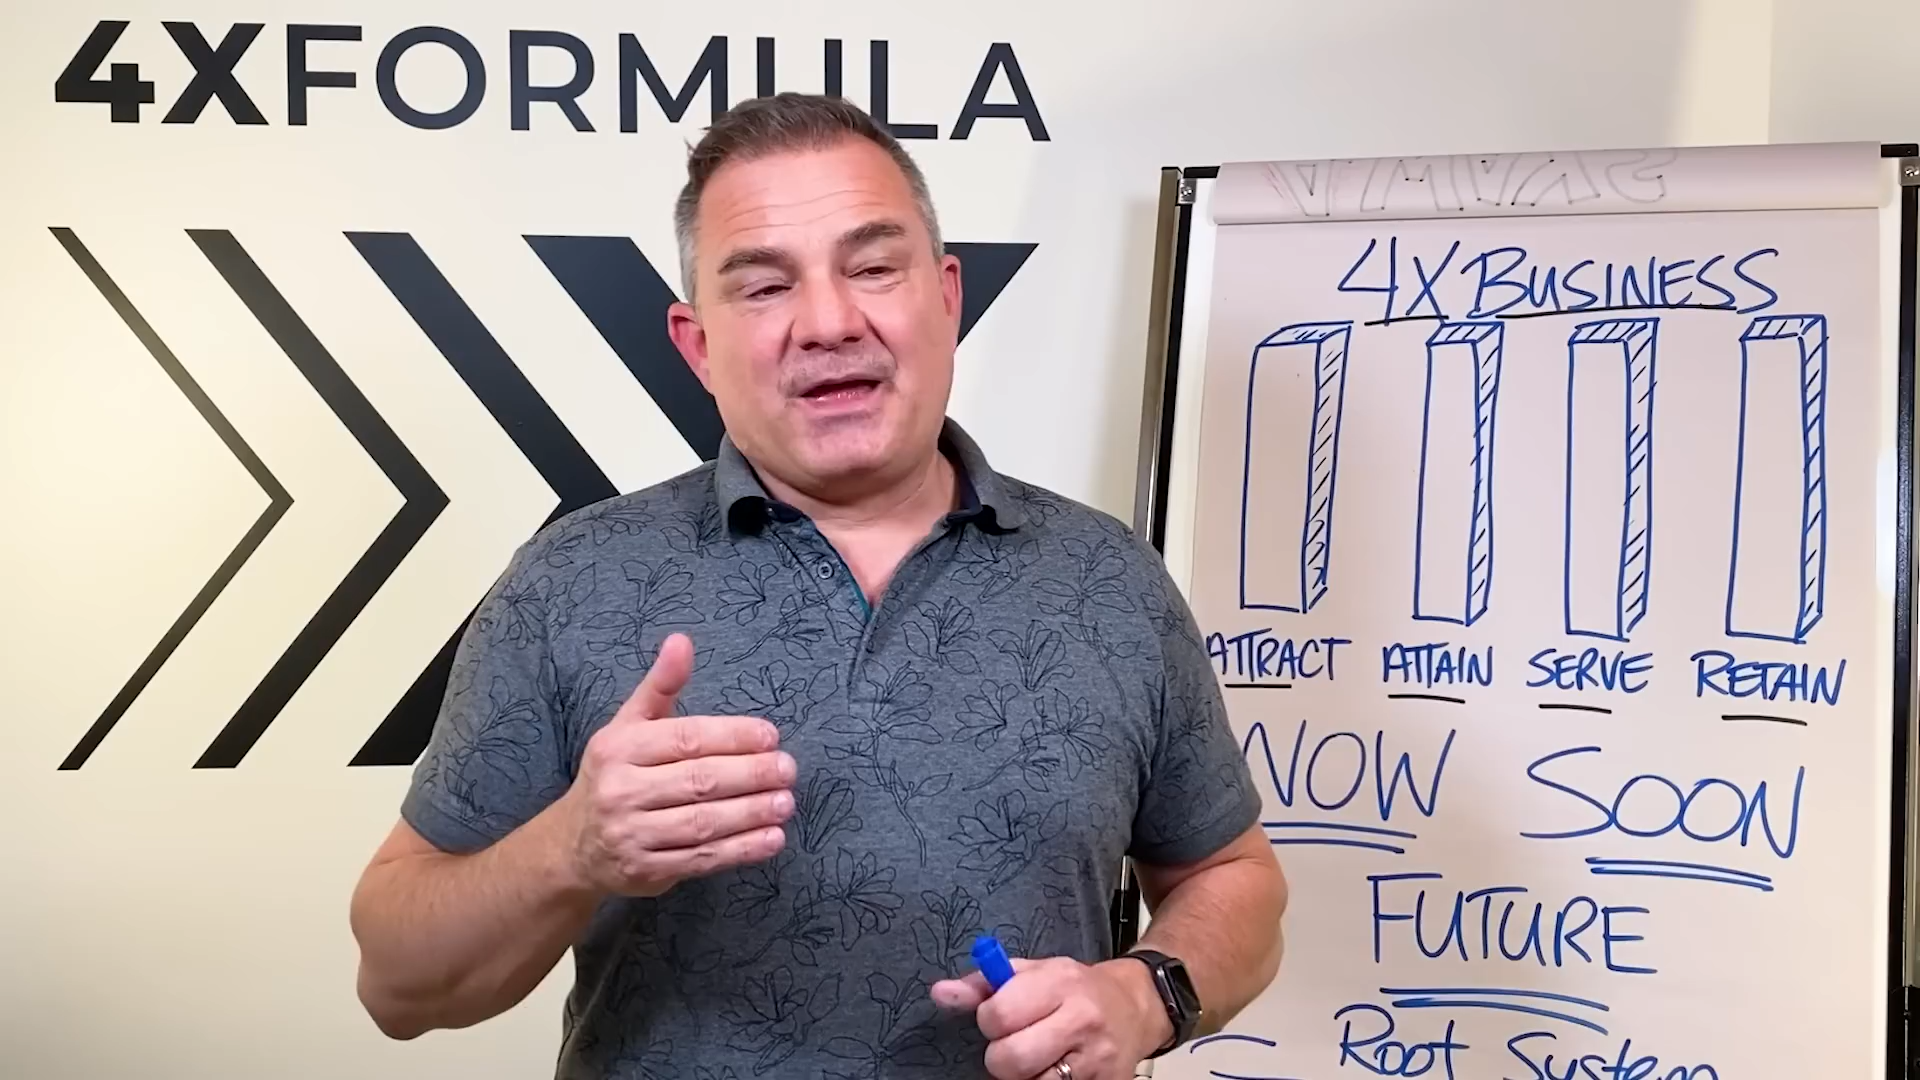 4XFORMULA
4X BUSINESS
ATTRACT ATTAIN SERVE RETAIN
NOW SOON
FUTURE
Root System